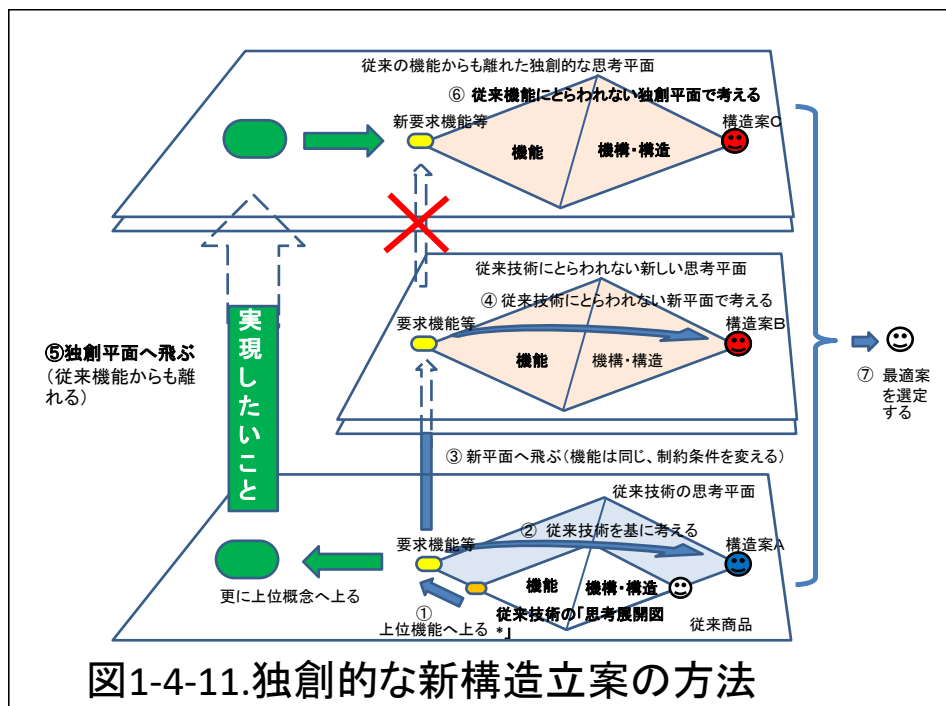 従来の機能からも離れた独創的な思考平面
⑥ 従来機能にとらわれない独創平面で考える
新要求機能等
構造案C
機能
機構・構造
従来技術にとらわれない新しい思考平面
④ 従来技術にとらわれない新平面で考える
要求機能等
構造案B
機能
機構・構造
⑤独創平面へ飛ぶ
(従来機能からも離
れる)
実現したいこと
⑦ 最適案
を選定
する
③ 新平面へ飛ぶ(機能は同じ、制約条件を変える)
従来技術の思考平面
② 従来技術を基に考える
要求機能等
構造案A
機能
機構・構造
更に上位概念へ上る
①
上位機能へ上る
従来技術の「思考展開図
*」
従来商品
図1-4-11.独創的な新構造立案の方法